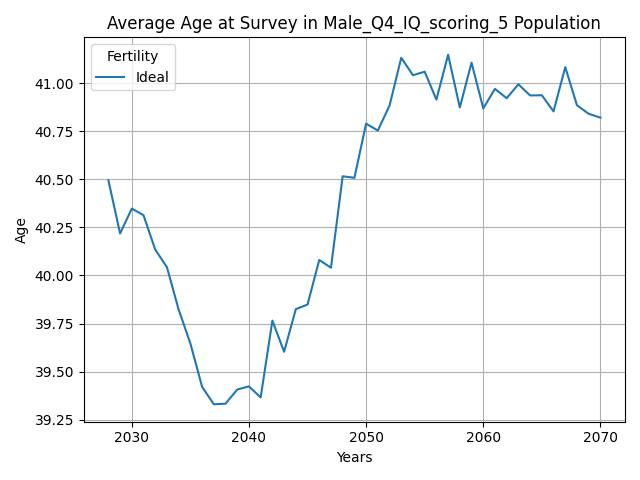 Average Age at Survey in Male_Q4_IQ_scoring_5 Population
Fertility
Ideal
41.00
40.75
40.50
40.25
40.00
39.75
39.50
39.25
Age
2030 2040 2050 2060 2070
Years